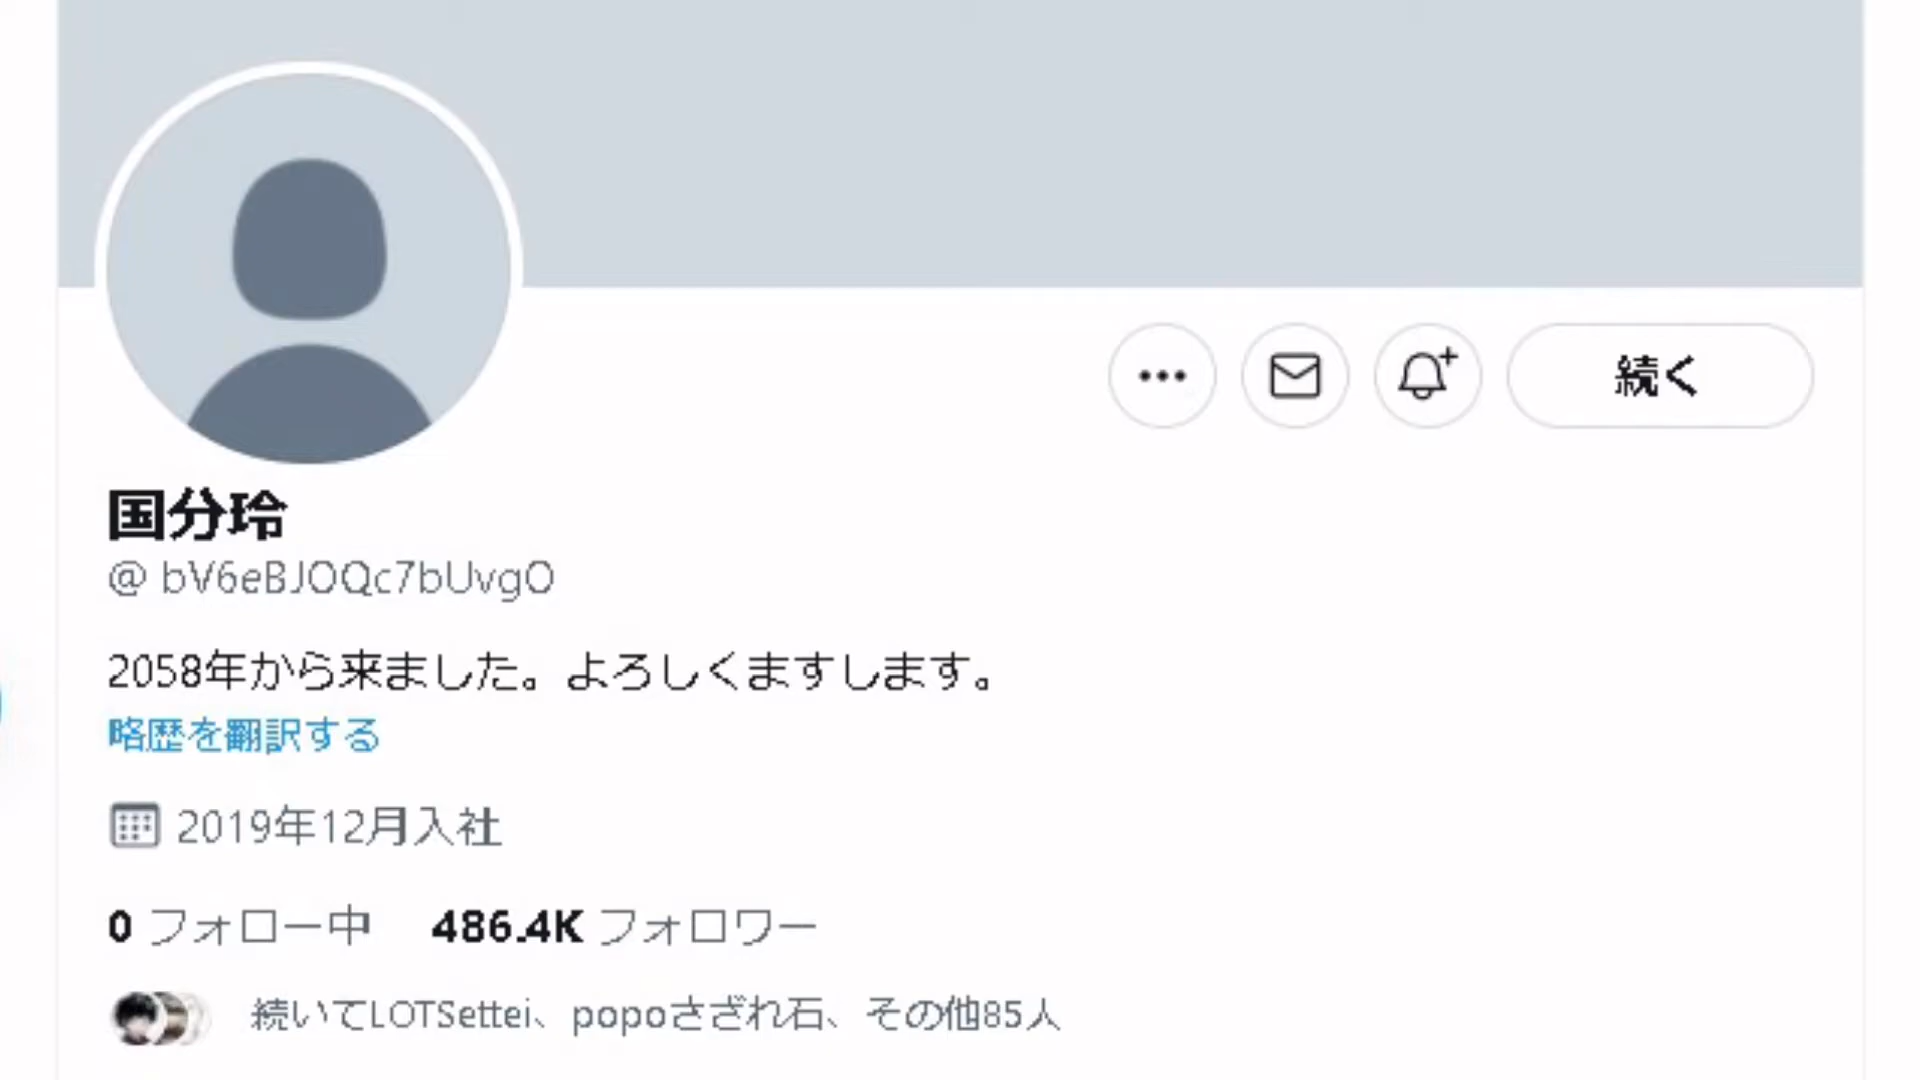 続く
国分玲
@ bV6eBJOQc7bUvgO
2058年から来ました。よろしくますします。
略歴を翻訳する
2019年12月入社
0 フォロー中 486.4K フォロワー
続いてLOTSettei、popoさざれ石、その他85人